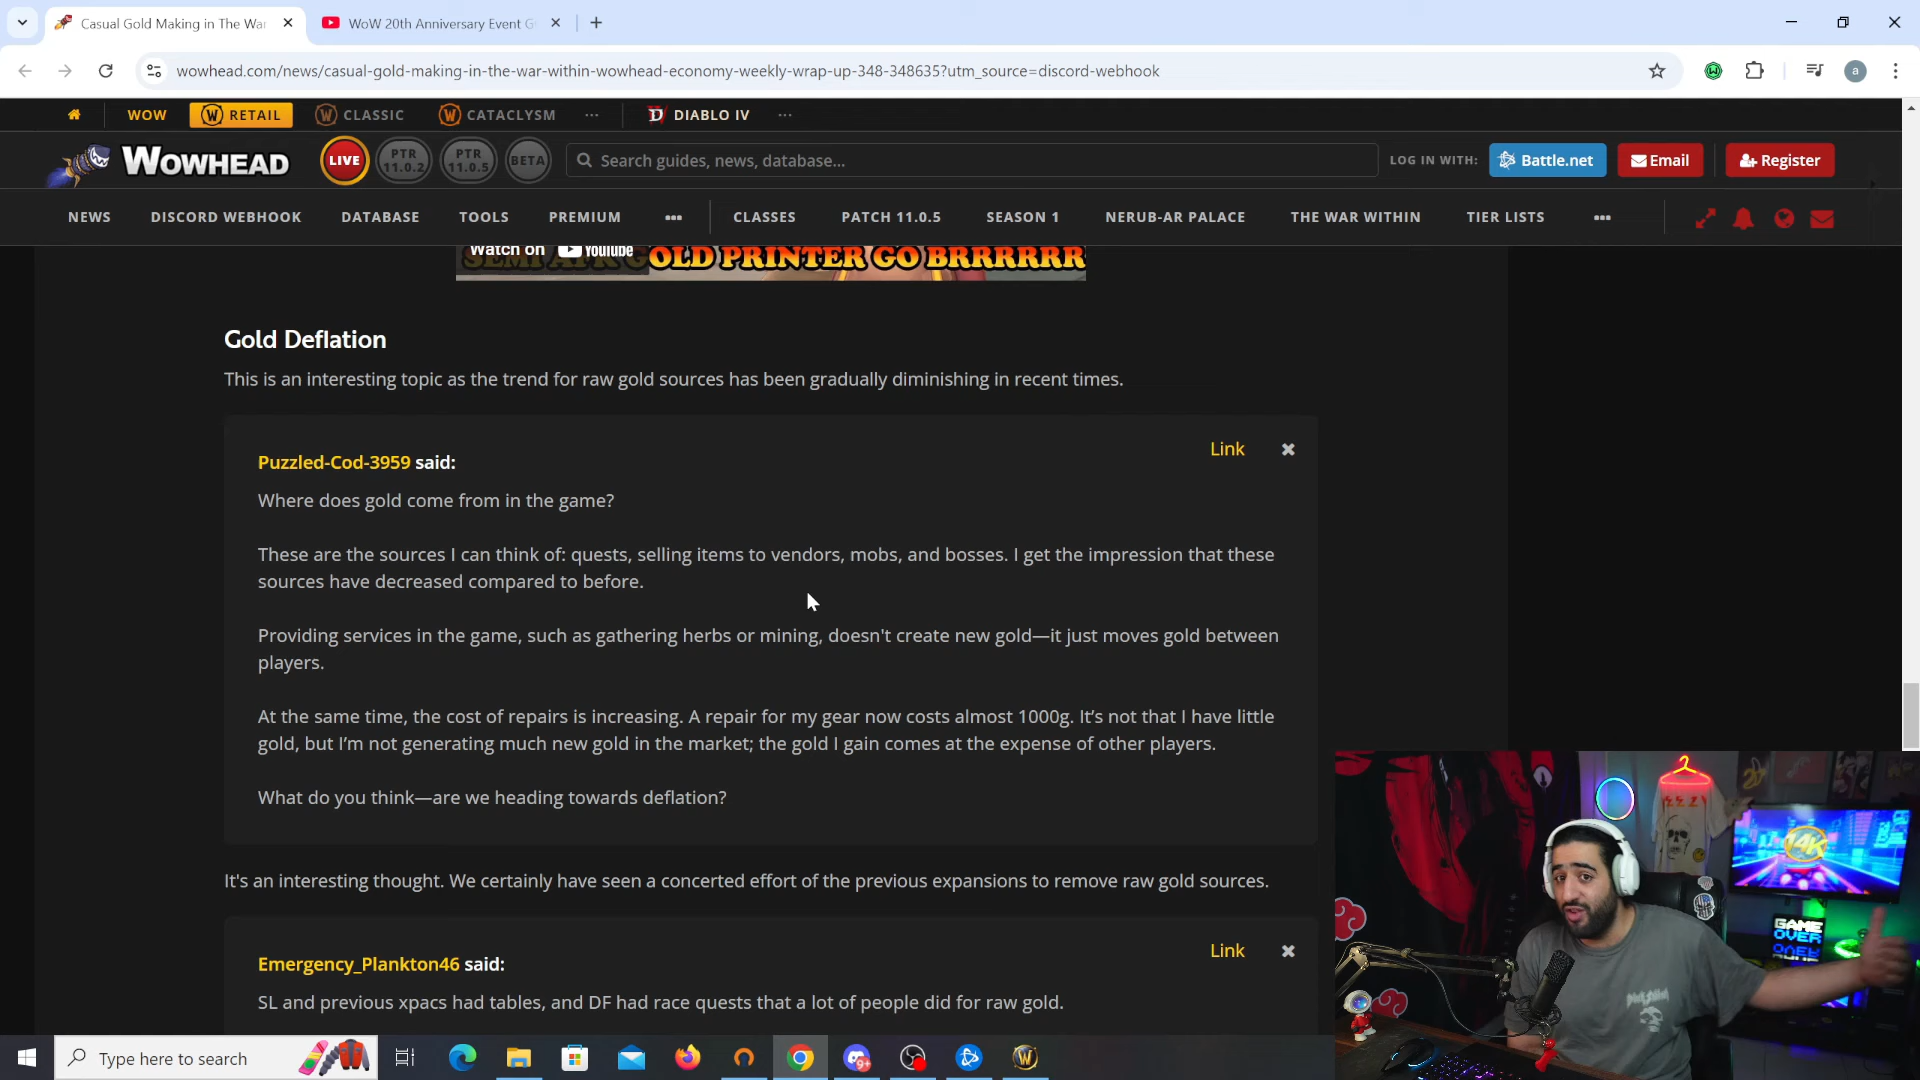 Casual Gold Making in The War
WoW 20th Anniversary Event G
wowhead.com/news/casual-gold-making-in-the-war-within-wowhead-economy-weekly-wrap-up-348-348635?utm_source=discord-webhook
a
WOW
RETAIL
CLASSIC
CATACLYSM
DIABLO IV
WOWHEAD
LIVE
PTR
11.0.2
PTR
11.0.5
BETA
Search guides, news, database...
LOG IN WITH:
Battle.net
Email
Register
NEWS
DISCORD WEBHOOK
DATABASE
TOOLS
PREMIUM
CLASSES
PATCH 11.0.5
SEASON 1
NERUB-AR PALACE
THE WAR WITHIN
TIER LISTS
Watch on YouTube
SEMI AFK GOLD PRINTER GO BRRRRRR
Gold Deflation
This is an interesting topic as the trend for raw gold sources has been gradually diminishing in recent times.
Link
Puzzled-Cod-3959 said:
Where does gold come from in the game?
These are the sources I can think of: quests, selling items to vendors, mobs, and bosses. I get the impression that these
sources have decreased compared to before.
Providing services in the game, such as gathering herbs or mining, doesn't create new gold—it just moves gold between
players.
At the same time, the cost of repairs is increasing. A repair for my gear now costs almost 1000g. It's not that I have little
gold, but I'm not generating much new gold in the market; the gold I gain comes at the expense of other players.
What do you think—are we heading towards deflation?
It's an interesting thought. We certainly have seen a concerted effort of the previous expansions to remove raw gold sources.
Link
Emergency_Plankton46 said:
SL and previous xpacs had tables, and DF had race quests that a lot of people did for raw gold.
14K
GAME
OVER
Type here to search
9+